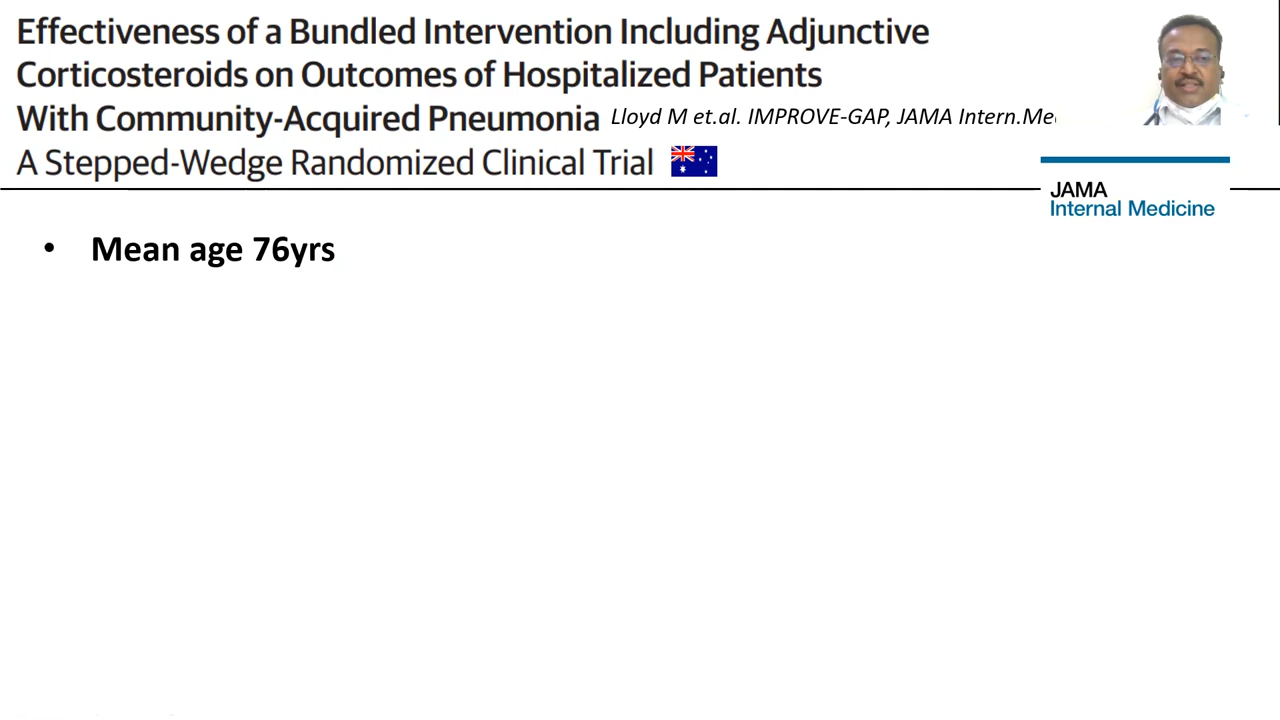 Effectiveness of a Bundled Intervention Including Adjunctive
Corticosteroids on Outcomes of Hospitalized Patients
With Community-Acquired Pneumonia Lloyd M et.al. IMPROVE-GAP, JAMA Intern.
A Stepped-Wedge Randomized Clinical Trial
JAMA
Internal Medicine
• Mean age 76yrs